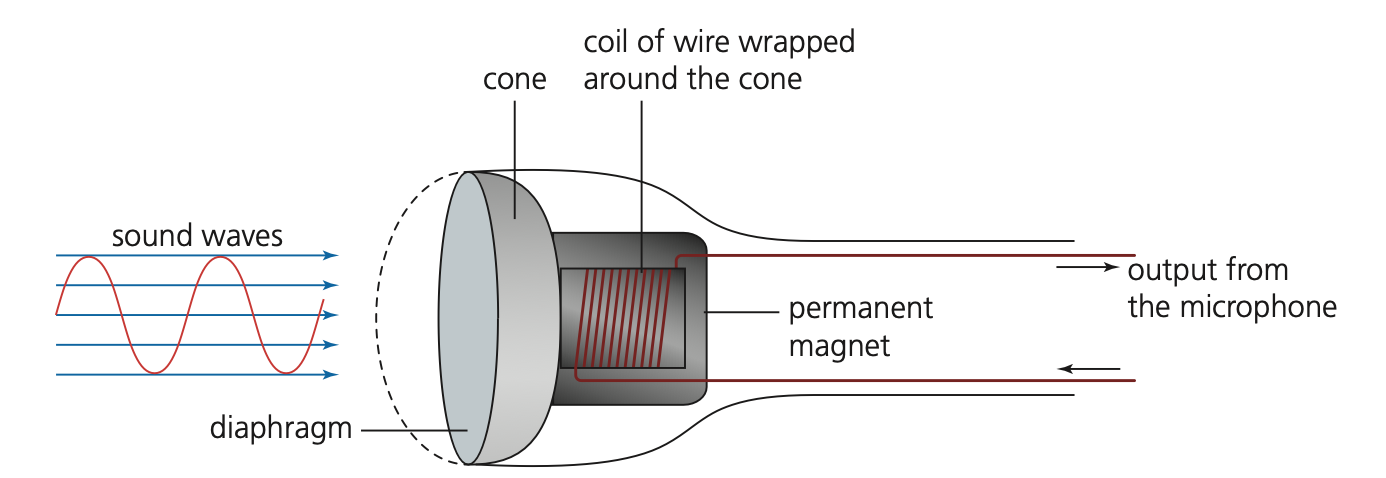 coil of wire wrapped
around the cone
cone
sound waves
output from
the microphone
permanent
magnet
diaphragm